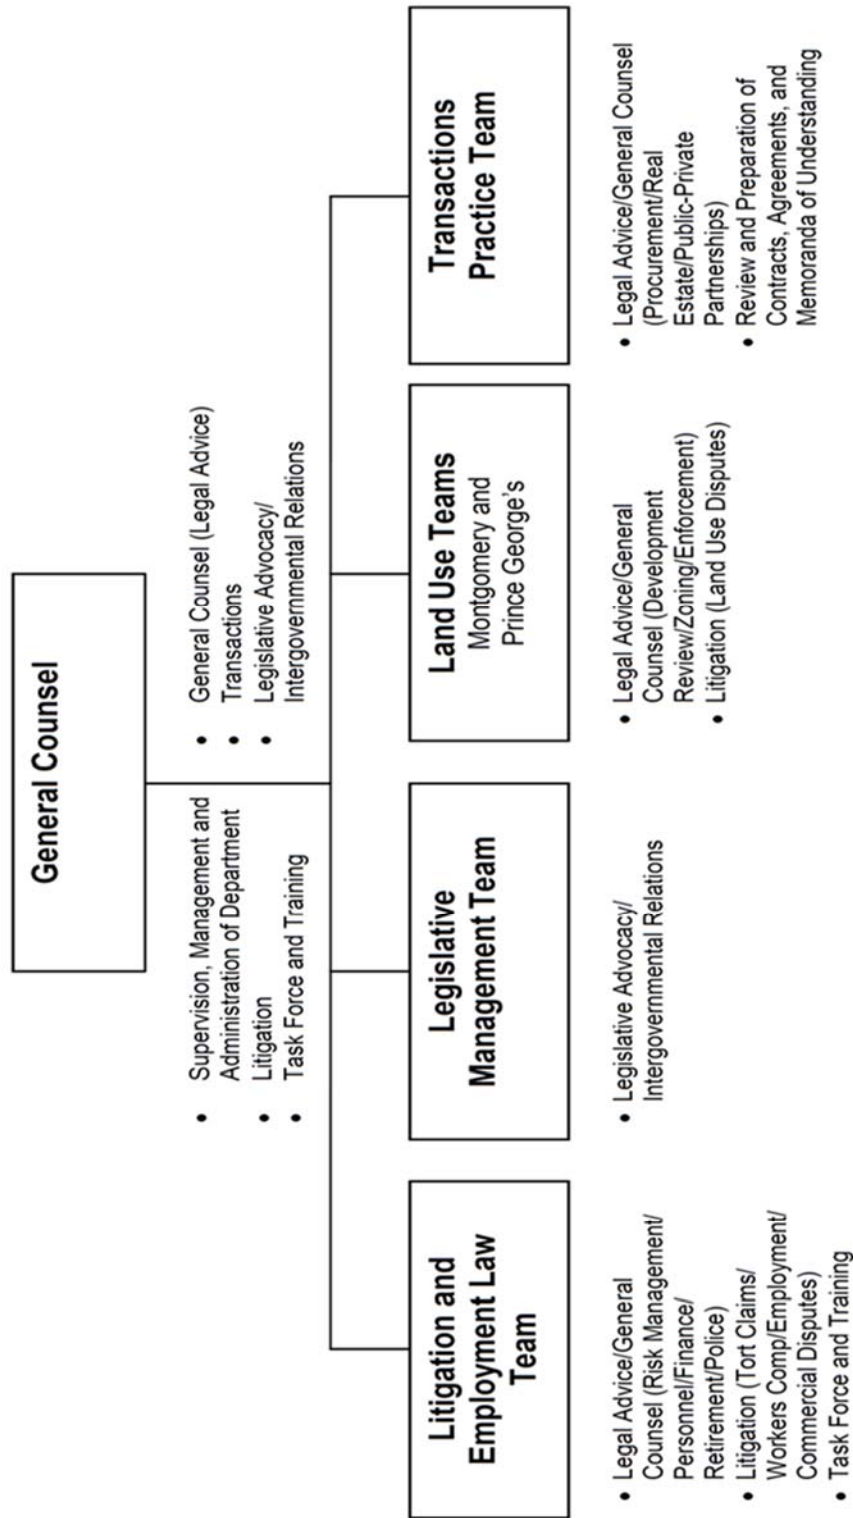 General Counsel
• Supervision, Management and
Administration of Department
• Litigation
• Task Force and Training
• General Counsel (Legal Advice)
• Transactions
• Legislative Advocacy/
Intergovernmental Relations
Litigation and
Employment Law
Team
• Legal Advice/General
Counsel (Risk Management/
Personnel/Finance/
Retirement/Police)
• Litigation (Tort Claims/
Workers Comp/Employment/
Commercial Disputes)
• Task Force and Training
Legislative
Management Team
• Legislative Advocacy/
Intergovernmental Relations
Land Use Teams
Montgomery and
Prince George's
• Legal Advice/General
Counsel (Development
Review/Zoning/Enforcement)
• Litigation (Land Use Disputes)
Transactions
Practice Team
• Legal Advice/General Counsel
(Procurement/Real
Estate/Public-Private
Partnerships)
• Review and Preparation of
Contracts, Agreements, and
Memoranda of Understanding